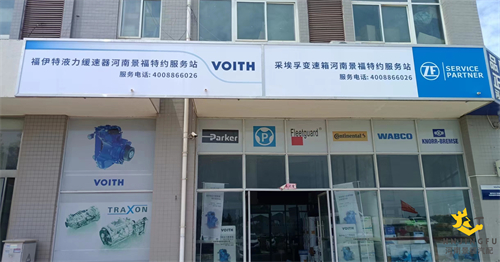 福伊特液力缓速器河南景福特约服务站
服务电话:4008866026
VOITH
采埃孚变速箱河南景福特约服务站
服务电话:4008866026
ZF
SERVICE
PARTNER
Parker
P
Fleetguard
Continental
WABCO
KNORR-BREMSE
VOITH
TRAXON
VOITH